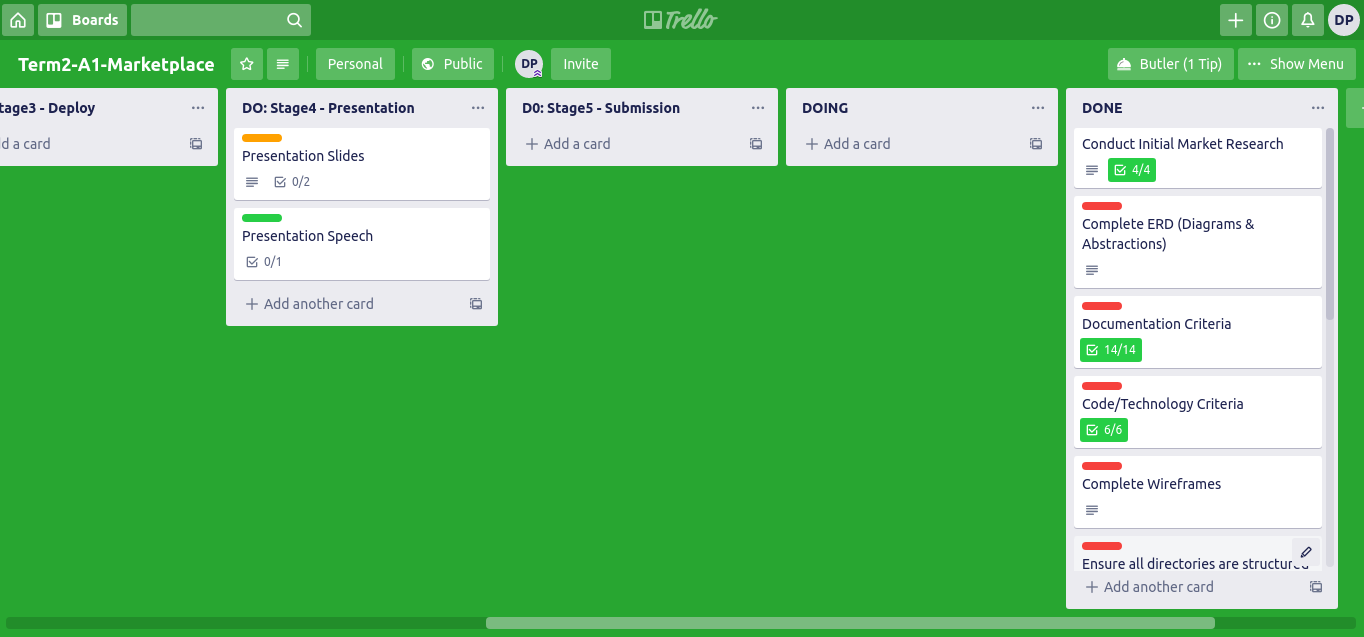 Boards
Trello
DP
Term2-A1-Marketplace
Personal
Public
DP
Invite
Butler (1 Tip)
Show Menu
tage3 - Deploy
d a card
DO: Stage4 - Presentation
Presentation Slides
0/2
Presentation Speech
0/1
Add another card
D0: Stage5 - Submission
Add a card
DOING
Add a card
DONE
Conduct Initial Market Research
4/4
Complete ERD (Diagrams &
Abstractions)
Documentation Criteria
14/14
Code/Technology Criteria
6/6
Complete Wireframes
Ensure all directories are structured
Add another card